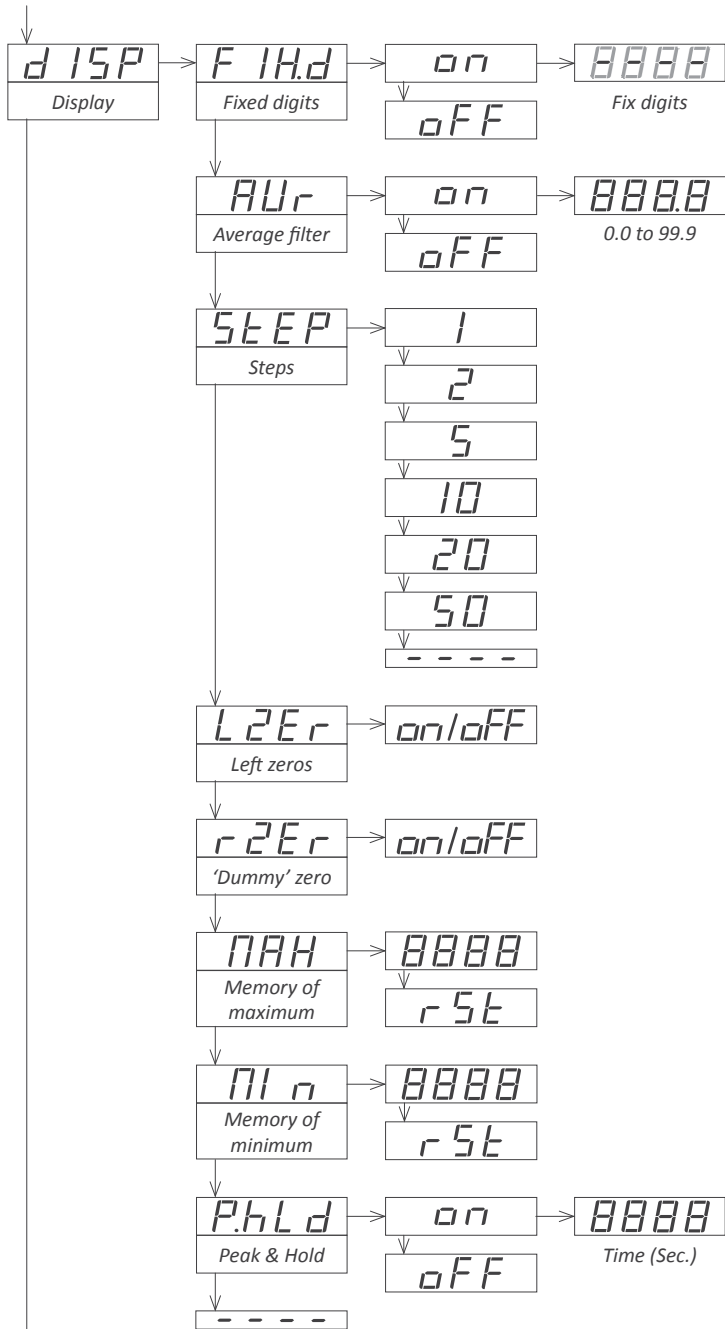 d ISP
Display
F IH.d
Fixed digits
on
oFF
8888
Fix digits
AUr
Average filter
on
oFF
888.8
0.0 to 99.9
StEP
Steps
1
2
5
10
20
50
----
L2Er
Left zeros
on/oFF
r2Er
'Dummy' zero
on/oFF
MAH
Memory of
maximum
8888
rSt
MI n
Memory of
minimum
8888
rSt
P.hLd
Peak & Hold
on
oFF
8888
Time (Sec.)
----